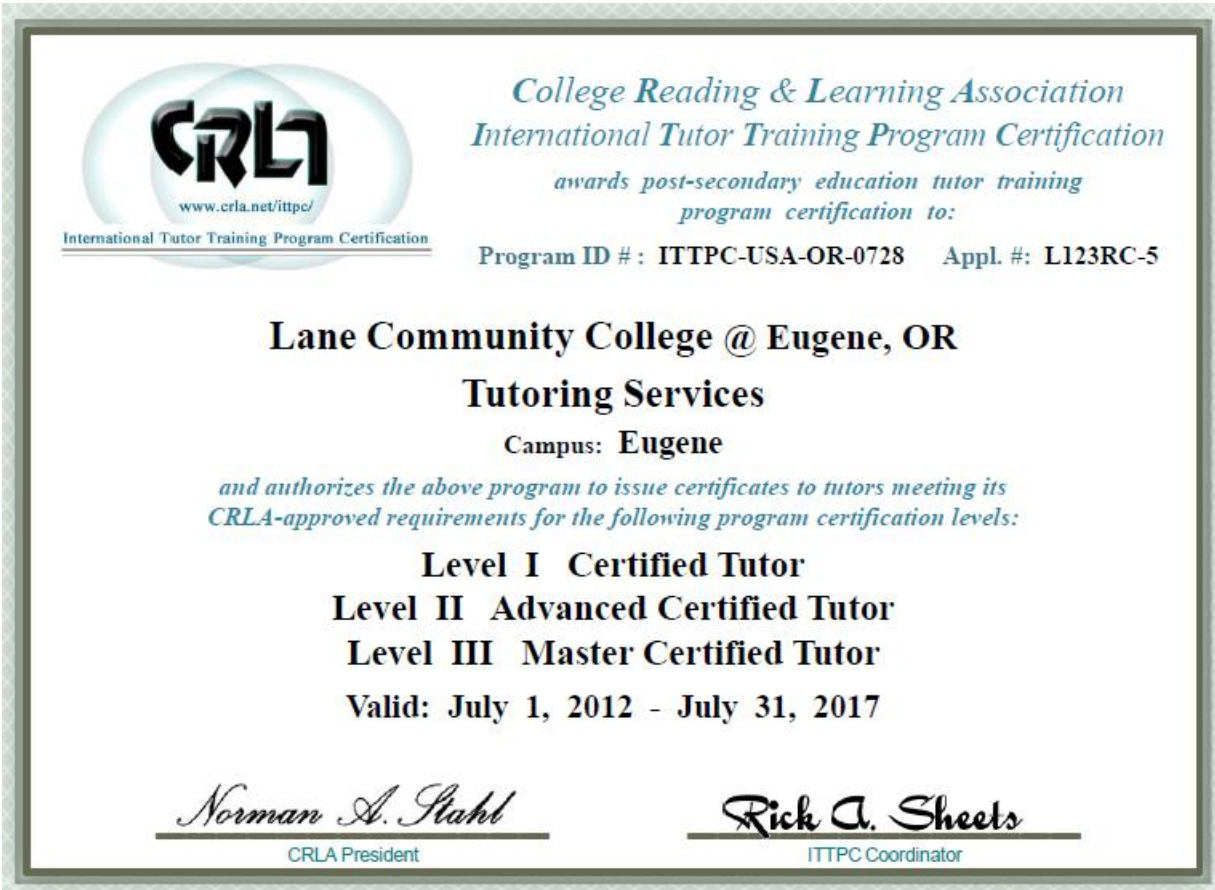 CRLA
www.crla.net/ittpc/
International Tutor Training Program Certification
College Reading & Learning Association
International Tutor Training Program Certification
awards post-secondary education tutor training
program certification to:
Program ID # : ITTPC-USA-OR-0728 Appl. #: L123RC-5
Lane Community College @ Eugene, OR
Tutoring Services
Campus: Eugene
and authorizes the above program to issue certificates to tutors meeting its
CRLA-approved requirements for the following program certification levels:
Level I Certified Tutor
Level II Advanced Certified Tutor
Level III Master Certified Tutor
Valid: July 1, 2012 - July 31, 2017
Norman A. Stahl
CRLA President
Rick A. Sheets
ITTPC Coordinator